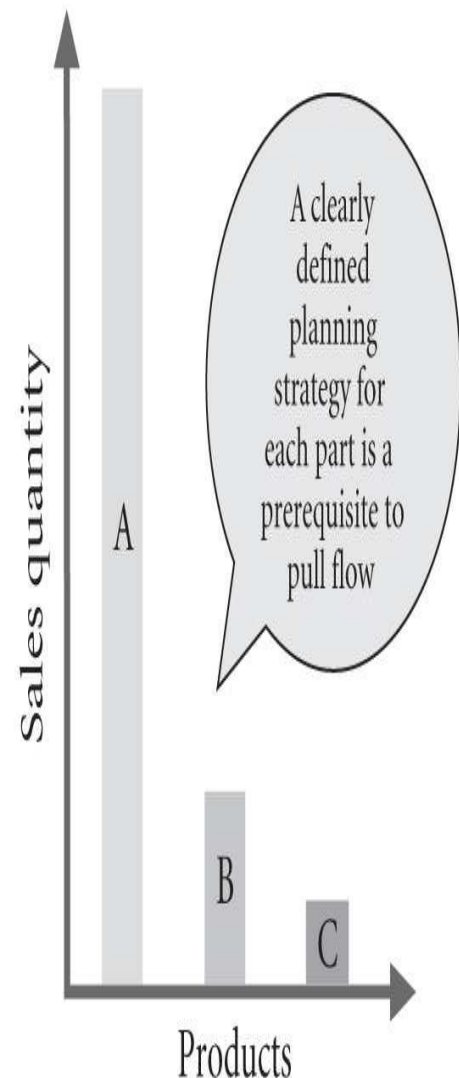 Sales quantity
A
B
C
A clearly
defined
planning
strategy for
each part is a
prerequisite to
pull flow
Products